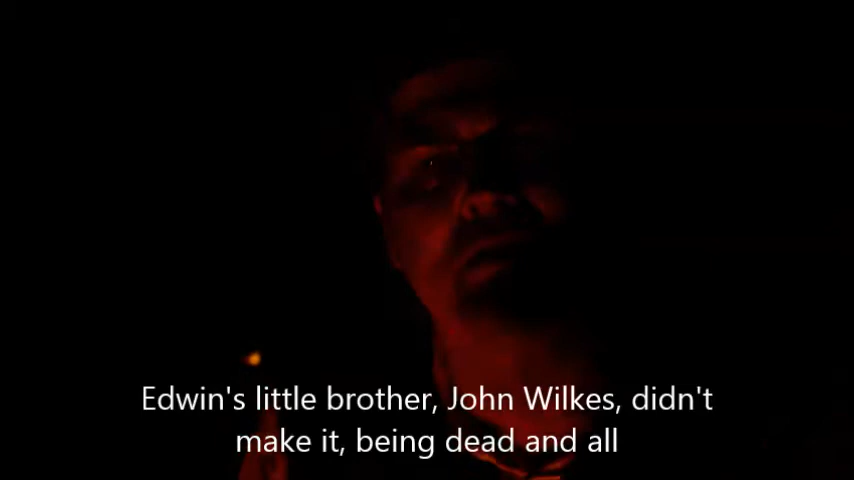 Edwin's little brother, John Wilkes, didn't
make it, being dead and all